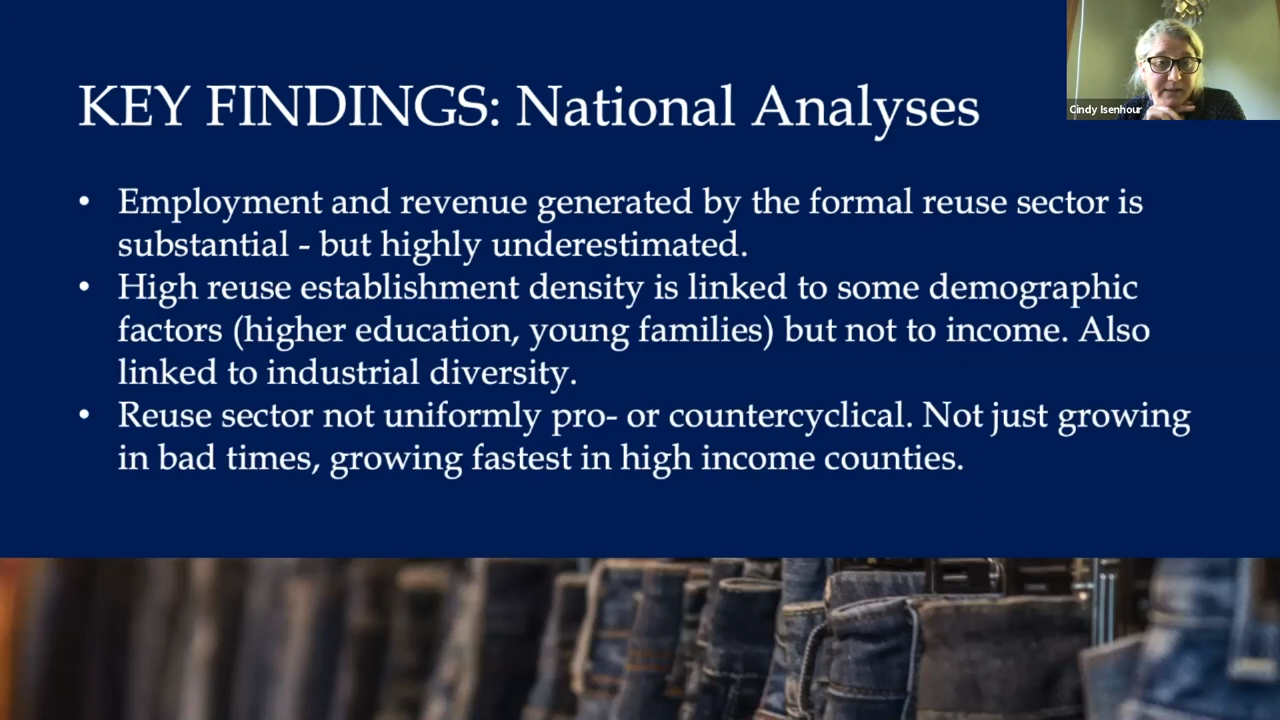 KEY FINDINGS: National Analyses
Cindy Isenhour
• Employment and revenue generated by the formal reuse sector is
substantial - but highly underestimated.
• High reuse establishment density is linked to some demographic
factors (higher education, young families) but not to income. Also
linked to industrial diversity.
• Reuse sector not uniformly pro- or countercyclical. Not just growing
in bad times, growing fastest in high income counties.